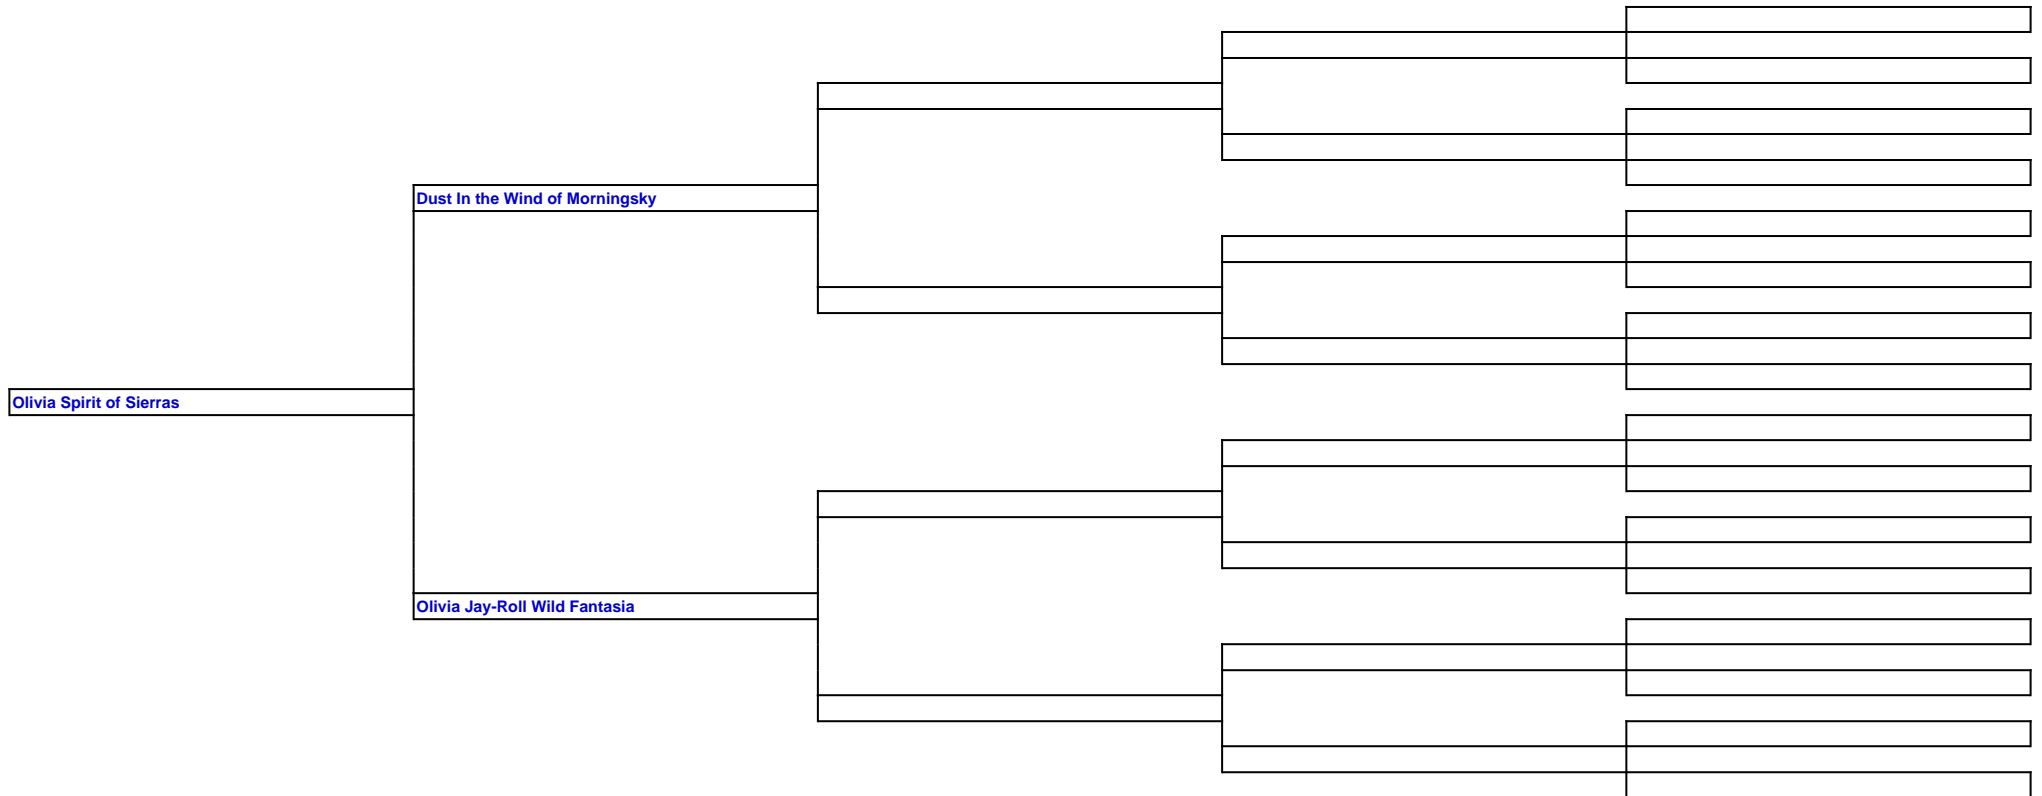 Dust In the Wind of Morningsky
Olivia Spirit of Sierras
Olivia Jay-Roll Wild Fantasia